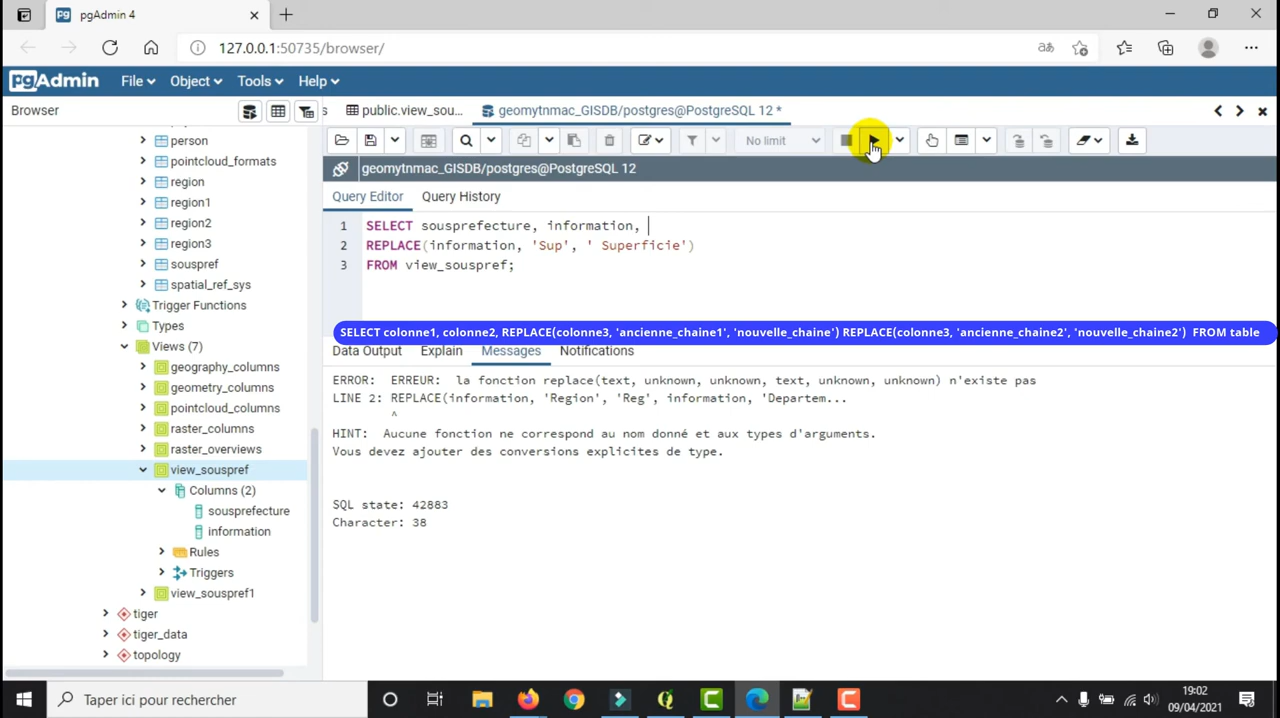 pgAdmin 4
127.0.0.1:50735/browser/
pgAdmin File Object Tools Help
Browser
s public.view_sou... geomytnmac_GISDB/postgres@PostgreSQL 12 *
No limit
geomytnmac_GISDB/postgres@PostgreSQL 12
Query Editor Query History
1 SELECT sousprefecture, information,
2 REPLACE(information, 'Sup', ' Superficie')
3 FROM view_souspref;
SELECT colonne1, colonne2, REPLACE(colonne3, 'ancienne_chaine1', 'nouvelle_chaine') REPLACE(colonne3, 'ancienne_chaine2', 'nouvelle_chaine2') FROM table
Data Output Explain Messages Notifications
ERROR: ERREUR: la fonction replace(text, unknown, unknown, text, unknown, unknown) n'existe pas
LINE 2: REPLACE(information, 'Region', 'Reg', information, 'Departem...
^
HINT: Aucune fonction ne correspond au nom donné et aux types d'arguments.
Vous devez ajouter des conversions explicites de type.
SQL state: 42883
Character: 38
person
pointcloud_formats
region
region1
region2
region3
souspref
spatial_ref_sys
Trigger Functions
Types
Views (7)
geography_columns
geometry_columns
pointcloud_columns
raster_columns
raster_overviews
view_souspref
Columns (2)
sousprefecture
information
Rules
Triggers
view_souspref1
tiger
tiger_data
topology
Taper ici pour rechercher
19:02
09/04/2021